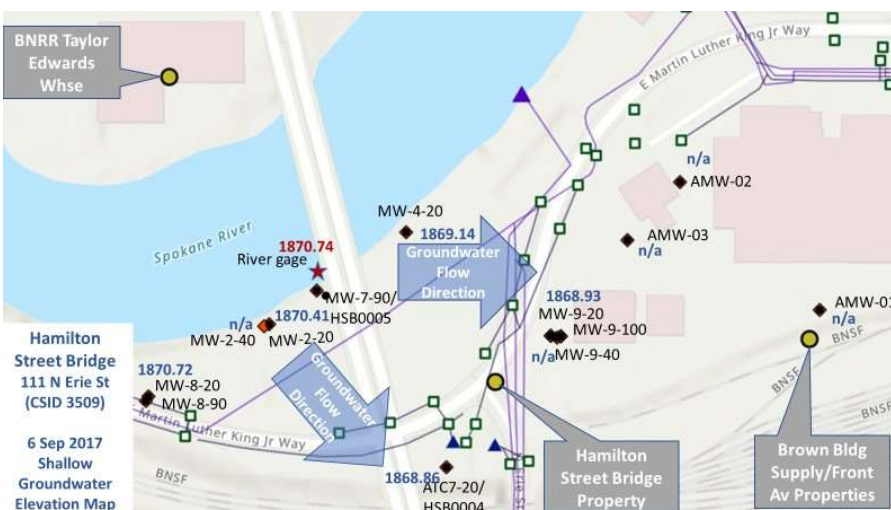 BNRR Taylor
Edwards
Whse
E Martin Luther King Jr Way
n/a
AMW-02
MW-4-20
1869.14
AMW-03
n/a
Spokane River
1870.74
River gage
Groundwater
Flow
Direction
MW-7-90/
HSB0005
1870.41
n/a
MW-2-40
MW-2-20
1868.93
MW-9-20
MW-9-100
n/a
MW-9-40
n/a
BNSF
BNSF
BNSF
Hamilton
Street Bridge
111 N Erie St
(CSID 3509)
6 Sep 2017
Shallow
Groundwater
Elevation Map
1870.72
MW-8-20
MW-8-90
Martin Luther King Jr Way
BNSF
Groundwater
Flow
Direction
1868.86
ATC7-20/
HSB0004
BNSF
Hamilton
Street Bridge
Property
Brown Bldg
Supply/Front
Av Properties